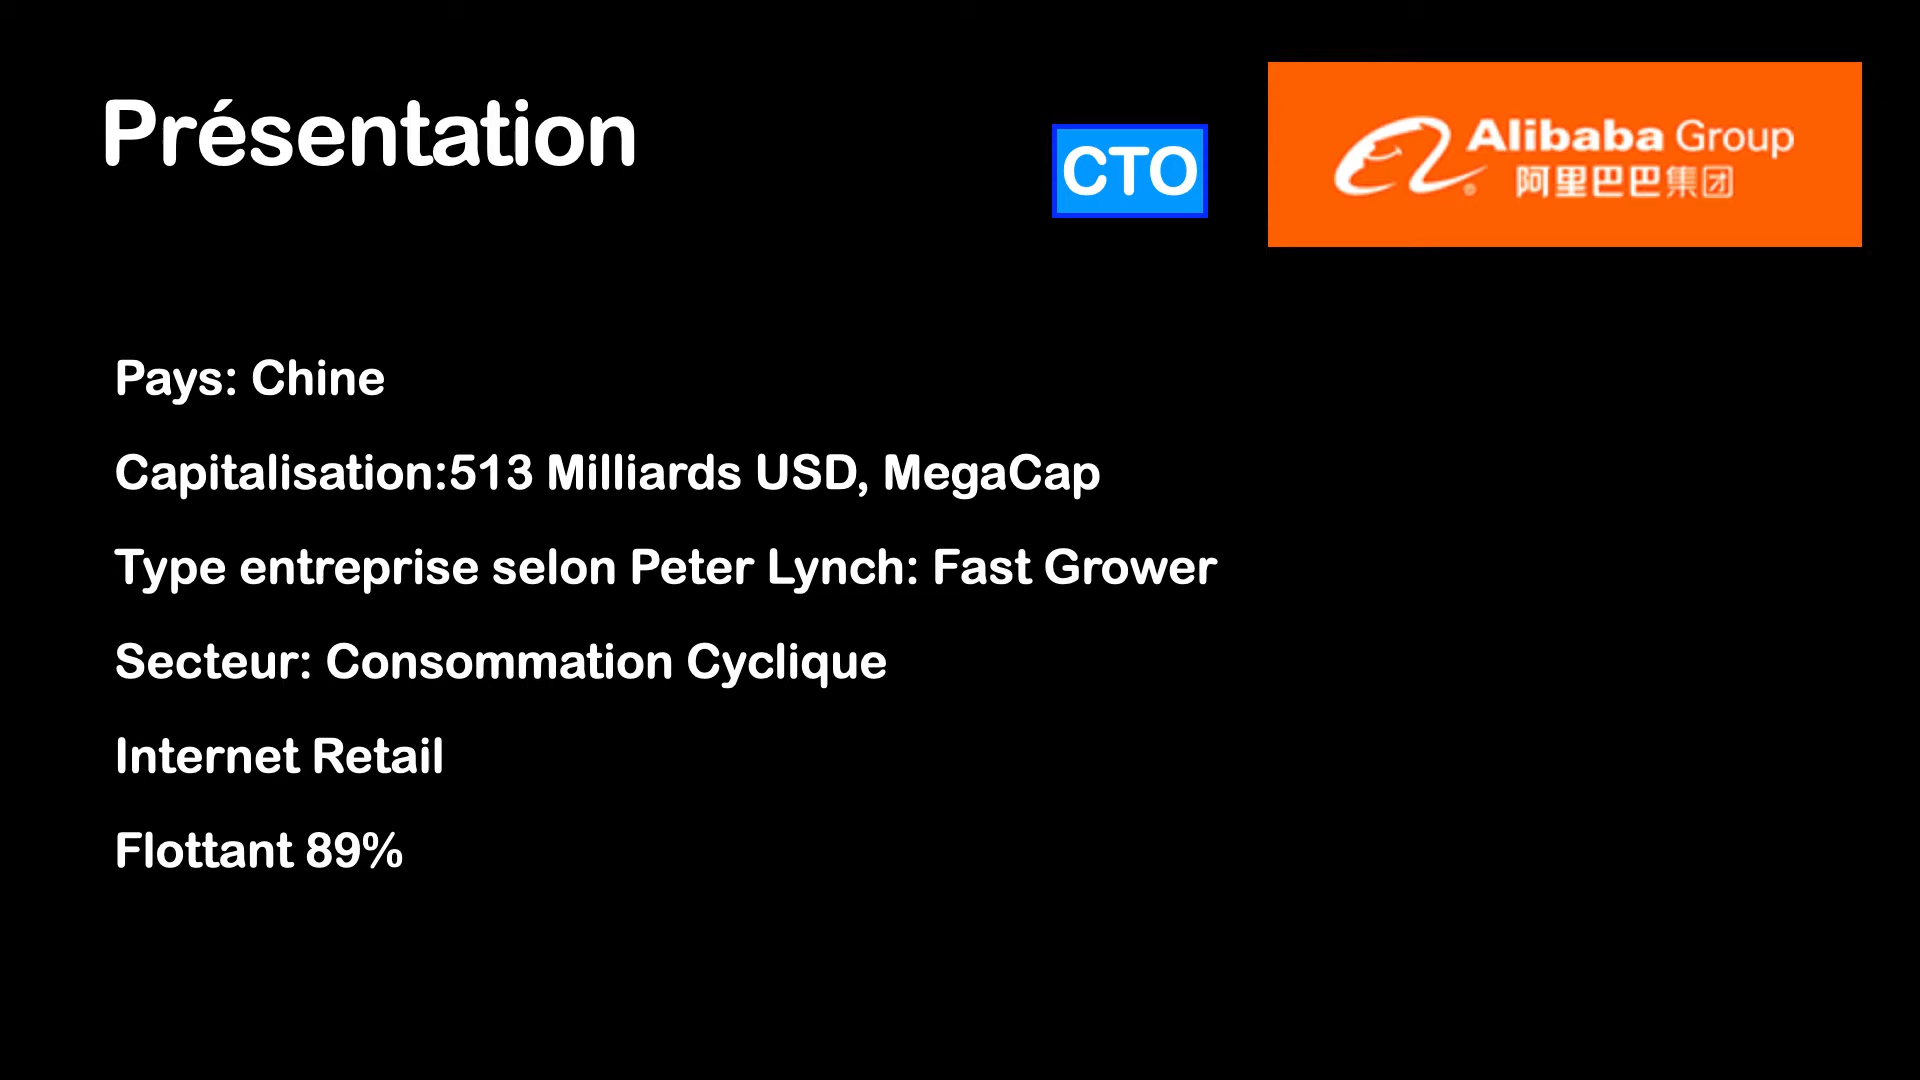 Présentation
CTO
Alibaba Group
阿里巴巴集团
Pays: Chine
Capitalisation:513 Milliards USD, MegaCap
Type entreprise selon Peter Lynch: Fast Grower
Secteur: Consommation Cyclique
Internet Retail
Flottant 89%